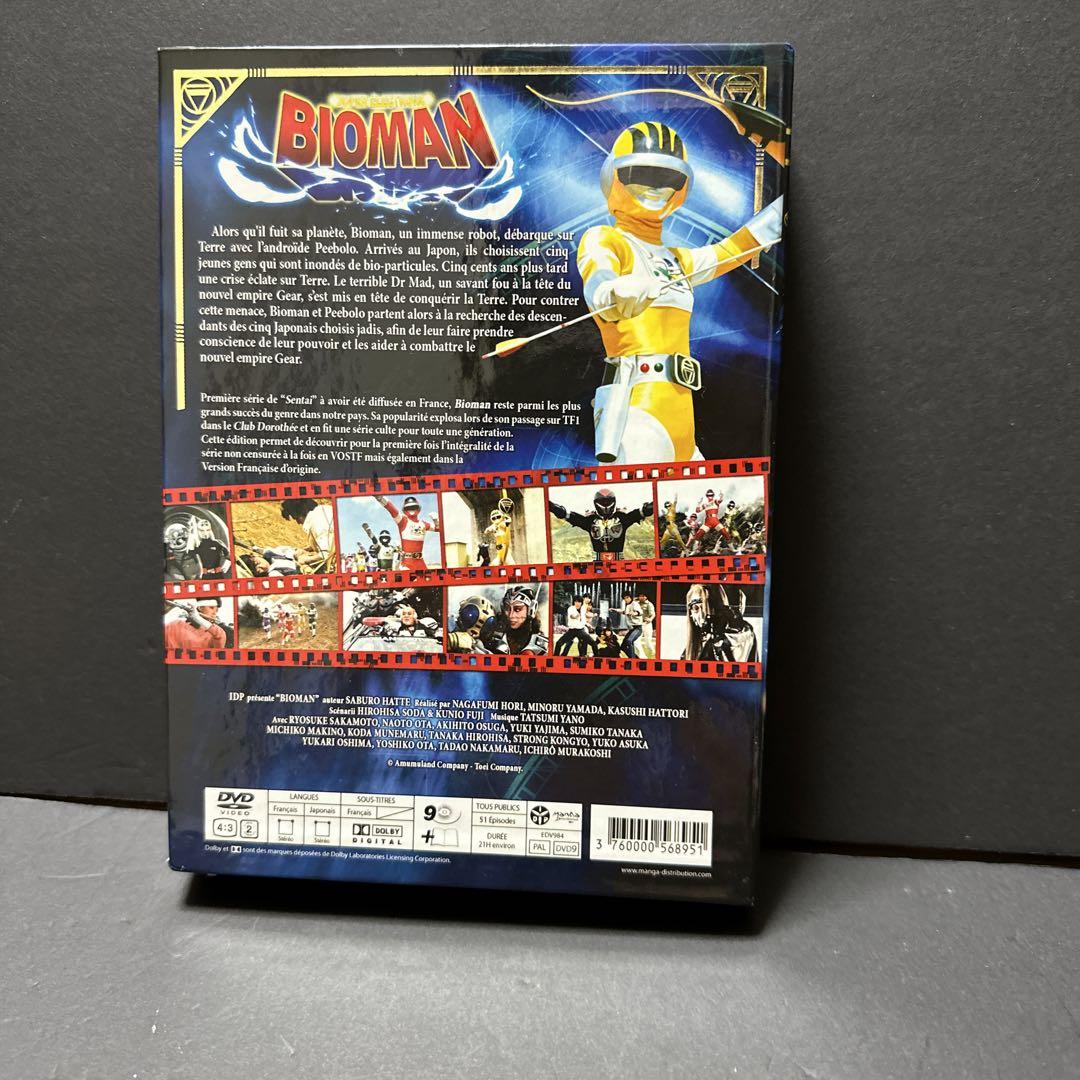 BIOMAN
Alors qu'il fuit sa planète, Bioman, un immense robot, débarque sur
Terre avec l'androïde Peebolo. Arrivés au Japon, ils choisissent cinq
jeunes gens qui sont inondés de bio-particules. Cinq cents ans plus tard
une crise éclate sur Terre. Le terrible Dr Mad, un savant fou à la tête du
nouvel empire Gear, s'est mis en tête de conquérir la Terre. Pour contrer
cette menace, Bioman et Peebolo partent alors à la recherche des descen-
dants des cinq Japonais choisis jadis, afin de leur faire prendre
conscience de leur pouvoir et les aider à combattre le
nouvel empire Gear.
Première série de "Sentai" à avoir été diffusée en France, Bioman reste parmi les plus
grands succès du genre dans notre pays. Sa popularité explosa lors de son passage sur TF1
dans le Club Dorothée et en fit une série culte pour toute une génération.
Cette édition permet de découvrir pour la première fois l'intégralité de la
série non censurée à la fois en VOSTF mais également dans la
Version Française d'origine.
IDP présente "BIOMAN" auteur SABURO HATTE Réalisé par NAGAFUMI HORI, MINORU YAMADA, KASUSHI HATTORI
Scénarii HIROHISA SODA & KUNIO FUJI Musique TATSUMI YANO
Avec RYOSUKE SAKAMOTO, NAOTO OTA, AKIHITO OSUGA, YUKI YAJIMA, SUMIKO TANAKA
MICHIKO MAKINO, KODA MUNEMARU, TANAKA HIROHISA, STRONG KONGYO, YUKO ASUKA
YUKARI OSHIMA, YOSHIKO OTA, TADAO NAKAMARU, ICHIRÔ MURAKOSHI
© Amumuland Company - Toei Company.
DVD VIDEO
4:3 2
LANGUES
Français Japonais
Stéréo Stéréo
SOUS-TITRES
Français
DOLBY DIGITAL
9
+
TOUS PUBLICS
51 Épisodes
DURÉE
21H environ
EDV984
PAL DVD9
3 760000 568951
Dolby et sont des marques déposées de Dolby Laboratories Licensing Corporation.
www.manga-distribution.com